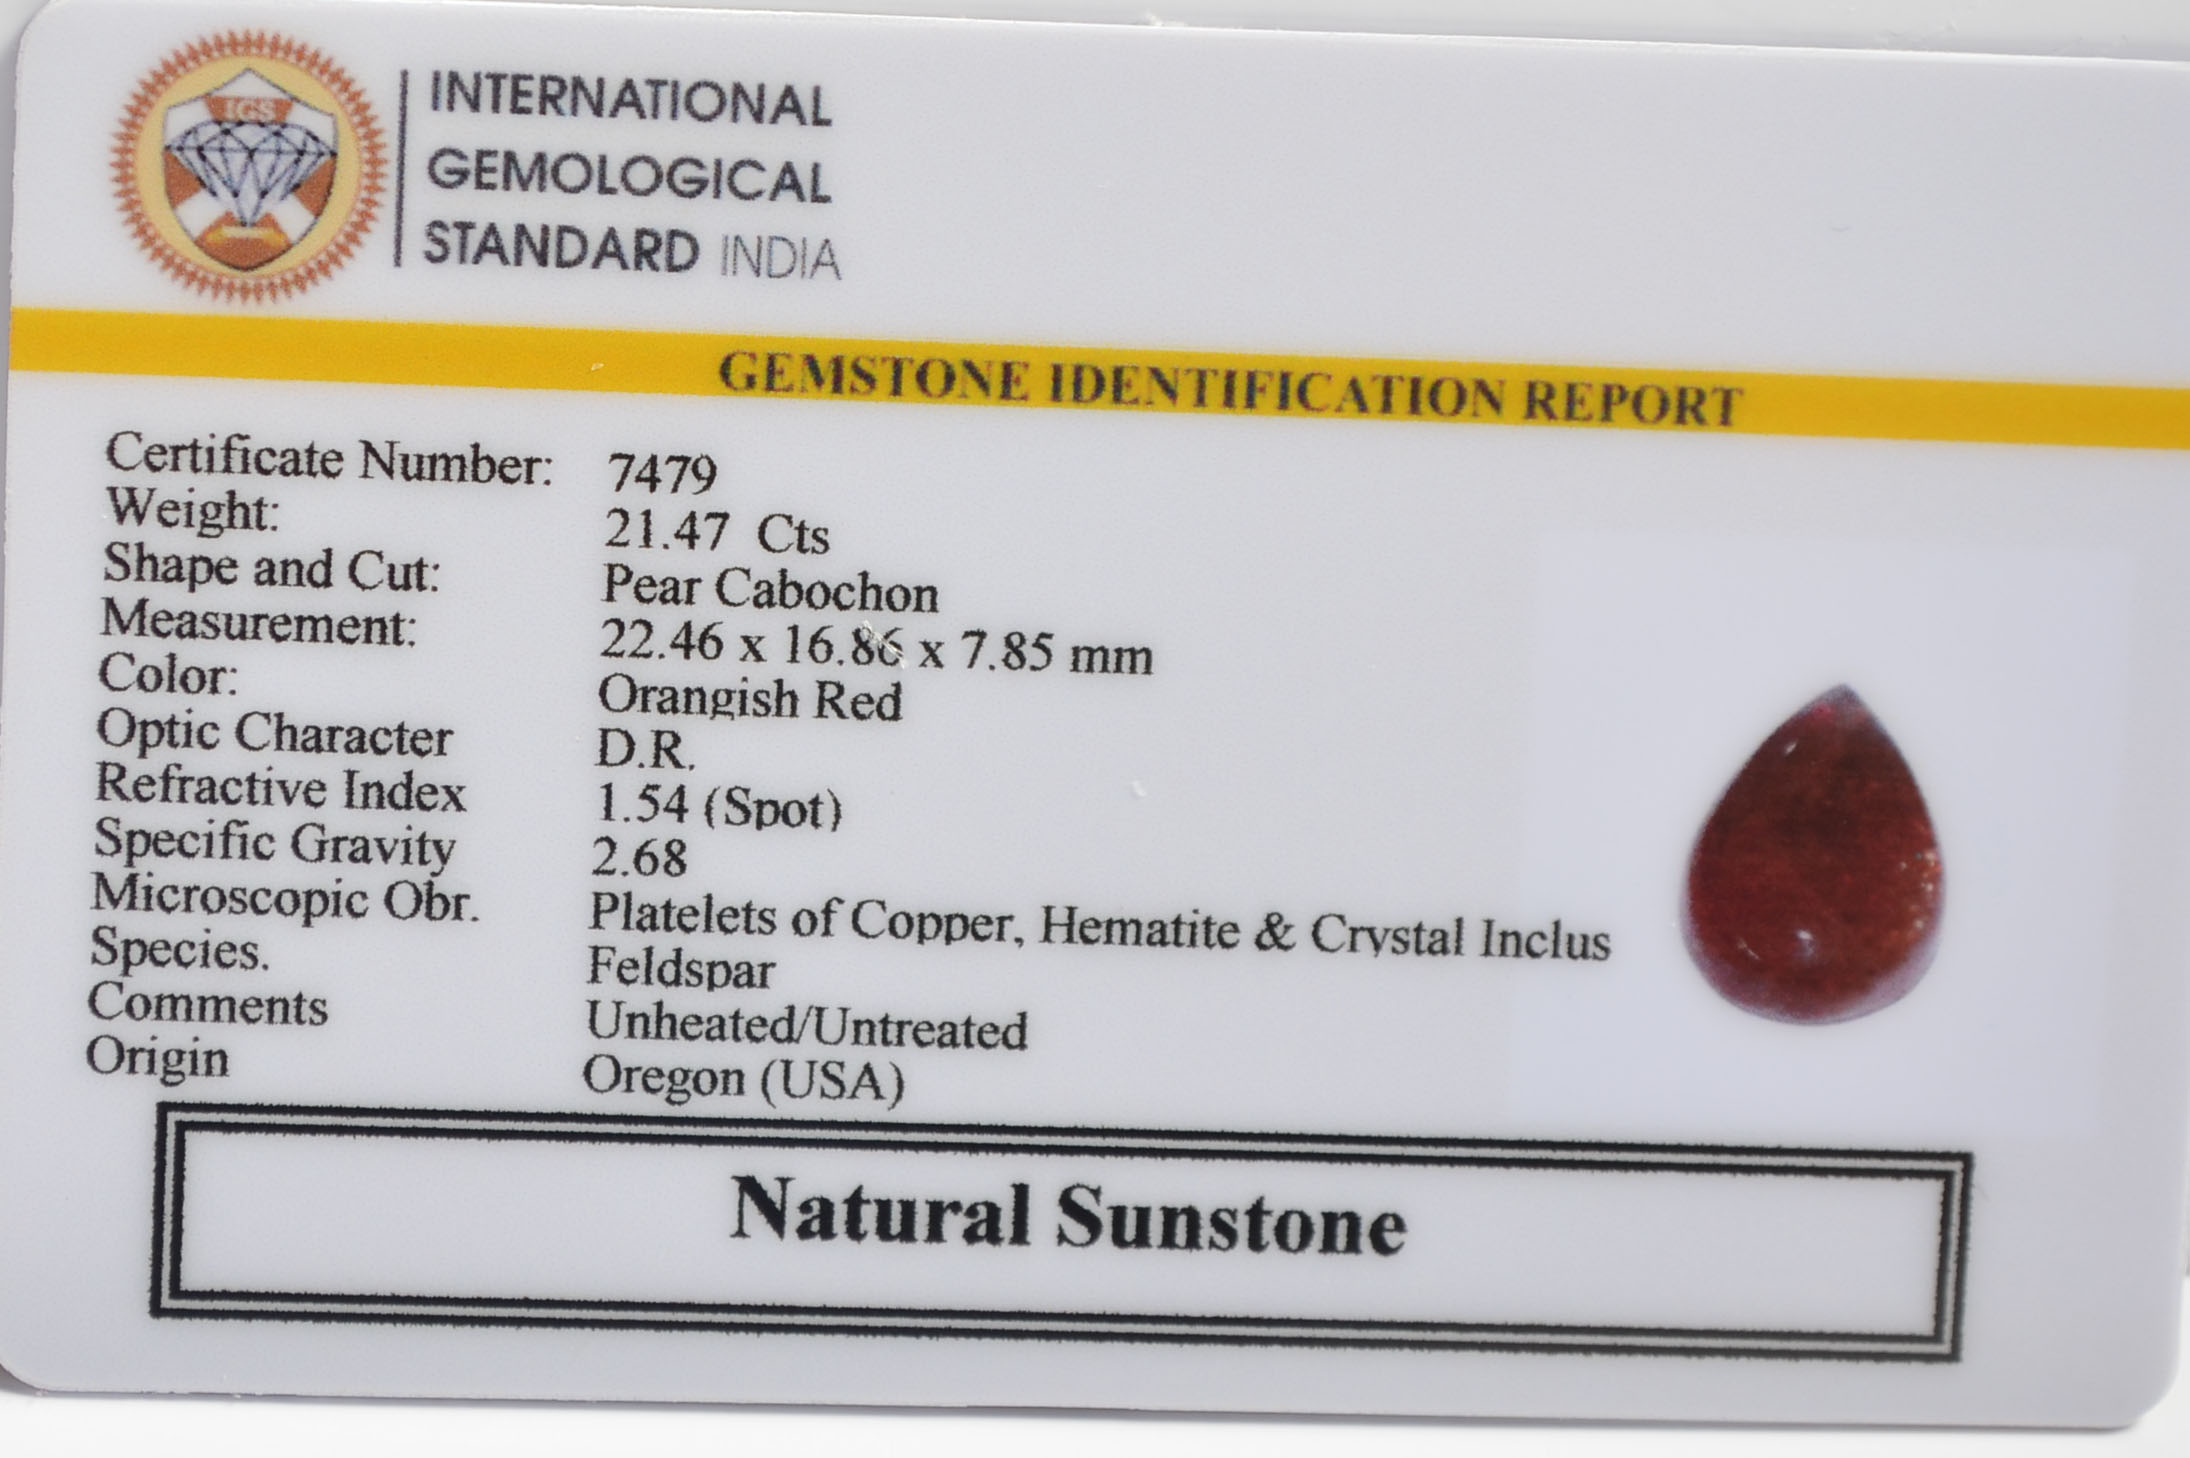 IGS
INTERNATIONAL
GEMOLOGICAL
STANDARD INDIA
GEMSTONE IDENTIFICATION REPORT
Certificate Number: 7479
Weight: 21.47 Cts
Shape and Cut: Pear Cabochon
Measurement: 22.46 x 16.86 x 7.85 mm
Color: Orangish Red
Optic Character D.R.
Refractive Index 1.54 (Spot)
Specific Gravity 2.68
Microscopic Obr. Platelets of Copper, Hematite & Crystal Inclus
Species. Feldspar
Comments Unheated/Untreated
Origin Oregon (USA)
Natural Sunstone